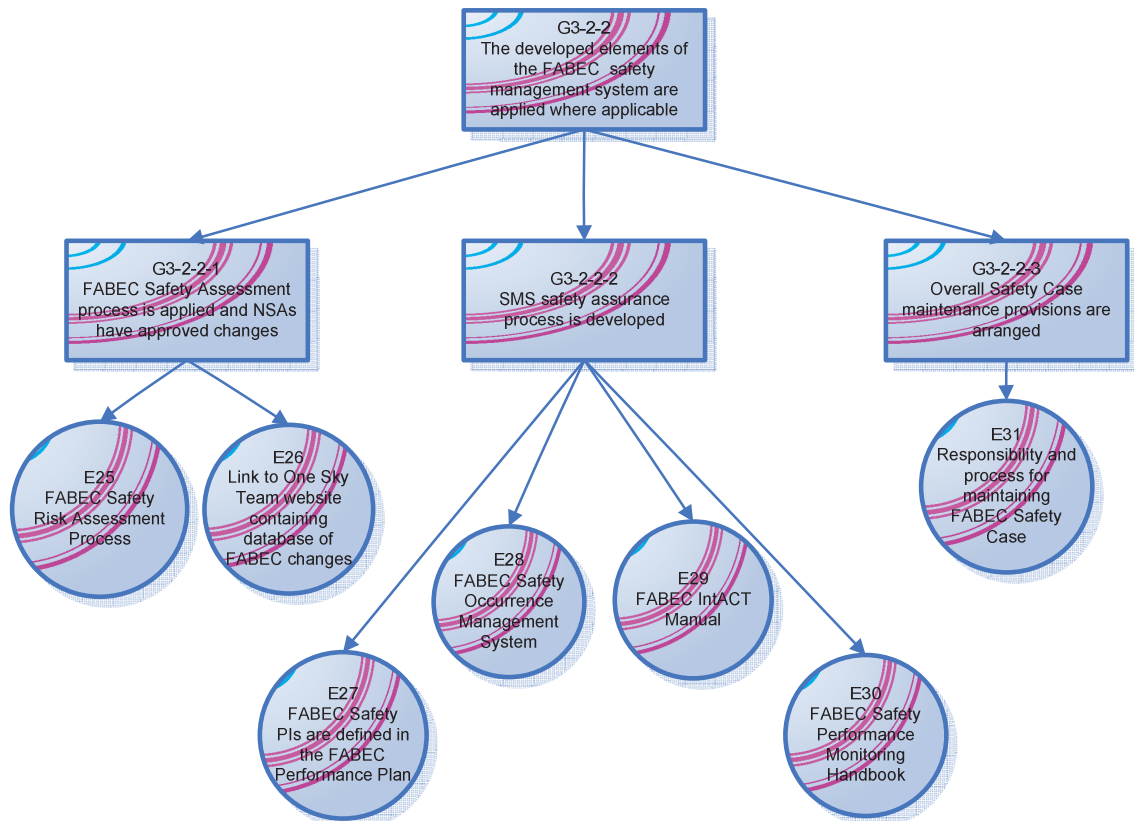 G3-2-2
The developed elements of
the FABEC safety
management system are
applied where applicable
G3-2-2-1
FABEC Safety Assessment
process is applied and NSAs
have approved changes
G3-2-2-2
SMS safety assurance
process is developed
G3-2-2-3
Overall Safety Case
maintenance provisions are
arranged
E25
FABEC Safety
Risk Assessment
Process
E26
Link to One Sky
Team website
containing
database of
FABEC changes
E31
Responsibility and
process for
maintaining
FABEC Safety
Case
E28
FABEC Safety
Occurrence
Management
System
E29
FABEC IntACT
Manual
E27
FABEC Safety
PIs are defined in
the FABEC
Performance Plan
E30
FABEC Safety
Performance
Monitoring
Handbook